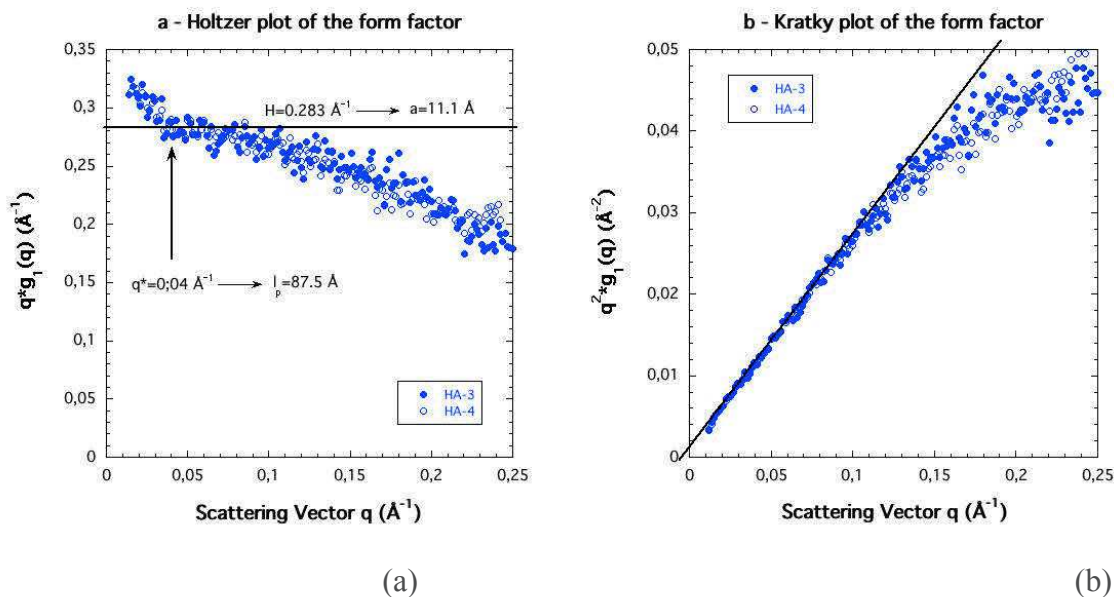 a - Holtzer plot of the form factor
q*g₁(q) (Å⁻¹)
0,35
0,3
0,25
0,2
0,15
0,1
0,05
0
H=0.283 Å⁻¹ → a=11.1 Å
q*=0;04 Å⁻¹ → l_p=87.5 Å
HA-3
HA-4
0 0,05 0,1 0,15 0,2 0,25
Scattering Vector q (Å⁻¹)
(a)
b - Kratky plot of the form factor
q²*g₁(q) (Å⁻²)
0,05
0,04
0,03
0,02
0,01
0
HA-3
HA-4
0 0,05 0,1 0,15 0,2 0,25
Scattering Vector q (Å⁻¹)
(b)